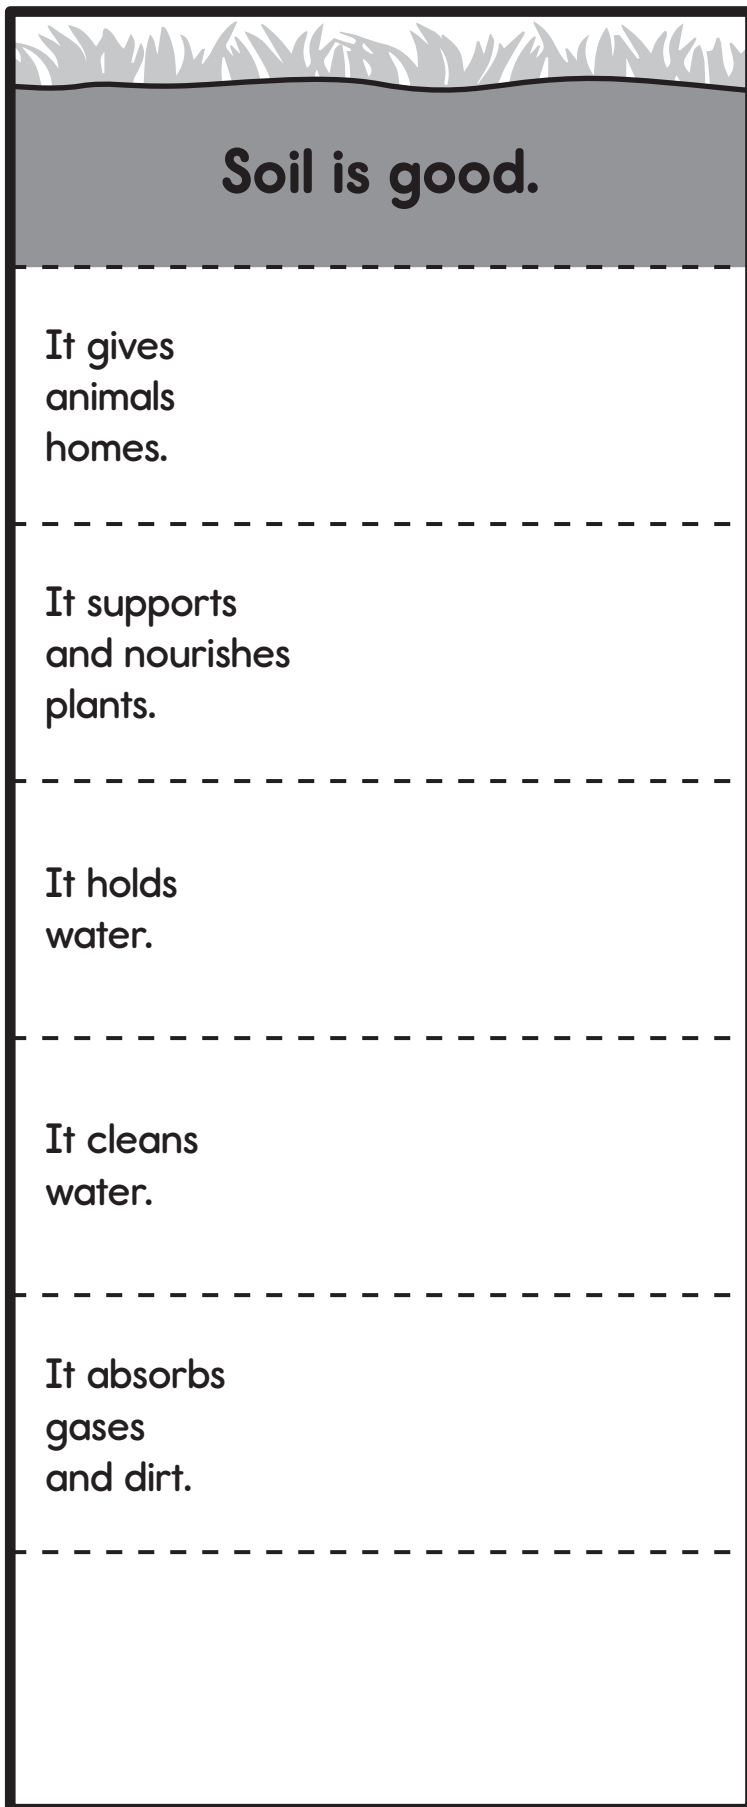 Soil is good.
It gives
animals
homes.
It supports
and nourishes
plants.
It holds
water.
It cleans
water.
It absorbs
gases
and dirt.